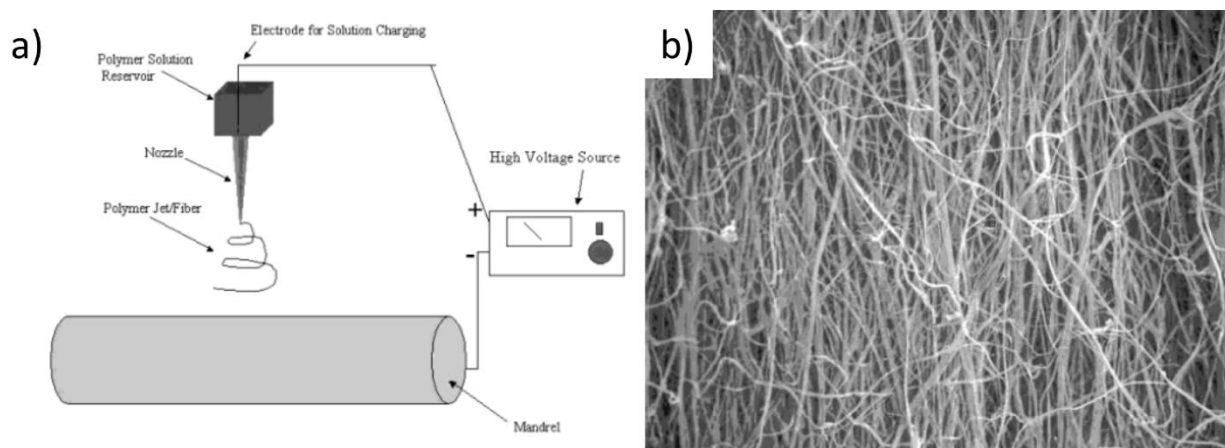 a)
Electrode for Solution Charging
Polymer Solution
Reservoir
Nozzle
High Voltage Source
Polymer Jet/Fiber
+
-
Mandrel
b)